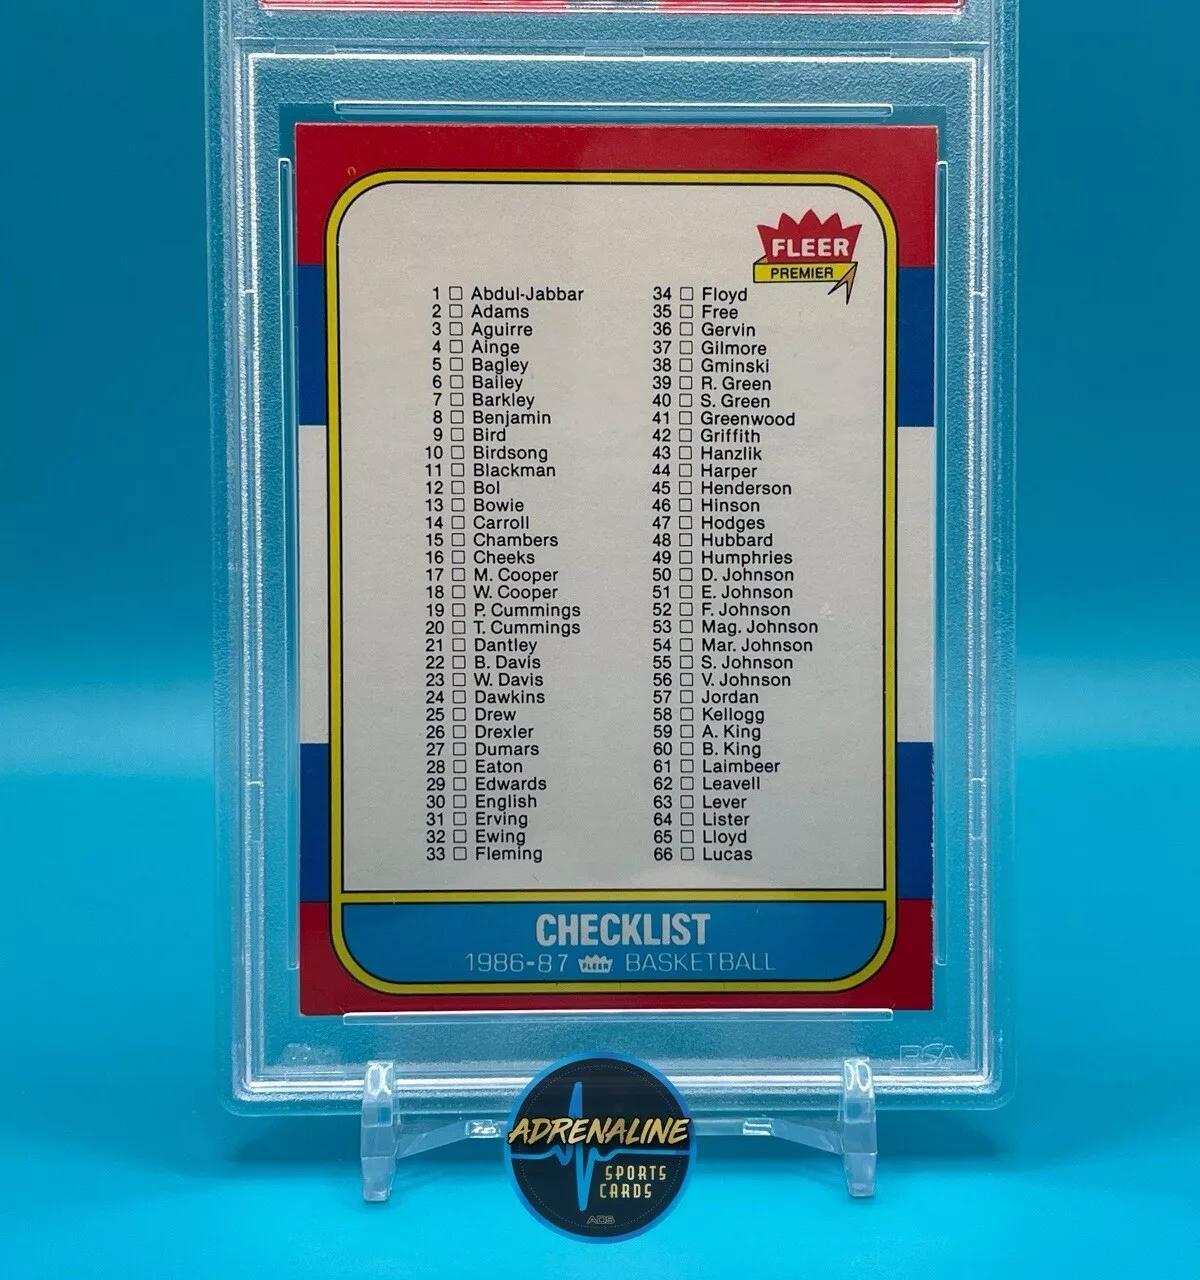 FLEER
PREMIER
1 Abdul-Jabbar
2 Adams
3 Aguirre
4 Ainge
5 Bagley
6 Bailey
7 Barkley
8 Benjamin
9 Bird
10 Birdsong
11 Blackman
12 Bol
13 Bowie
14 Carroll
15 Chambers
16 Cheeks
17 M. Cooper
18 W. Cooper
19 P. Cummings
20 T. Cummings
21 Dantley
22 B. Davis
23 W. Davis
24 Dawkins
25 Drew
26 Drexler
27 Dumars
28 Eaton
29 Edwards
30 English
31 Erving
32 Ewing
33 Fleming
34 Floyd
35 Free
36 Gervin
37 Gilmore
38 Gminski
39 R. Green
40 S. Green
41 Greenwood
42 Griffith
43 Hanzlik
44 Harper
45 Henderson
46 Hinson
47 Hodges
48 Hubbard
49 Humphries
50 D. Johnson
51 E. Johnson
52 F. Johnson
53 Mag. Johnson
54 Mar. Johnson
55 S. Johnson
56 V. Johnson
57 Jordan
58 Kellogg
59 A. King
60 B. King
61 Laimbeer
62 Leavell
63 Lever
64 Lister
65 Lloyd
66 Lucas
CHECKLIST
1986-87 FLEER BASKETBALL
PSA
ADRENALINE
SPORTS
CARDS
ADS